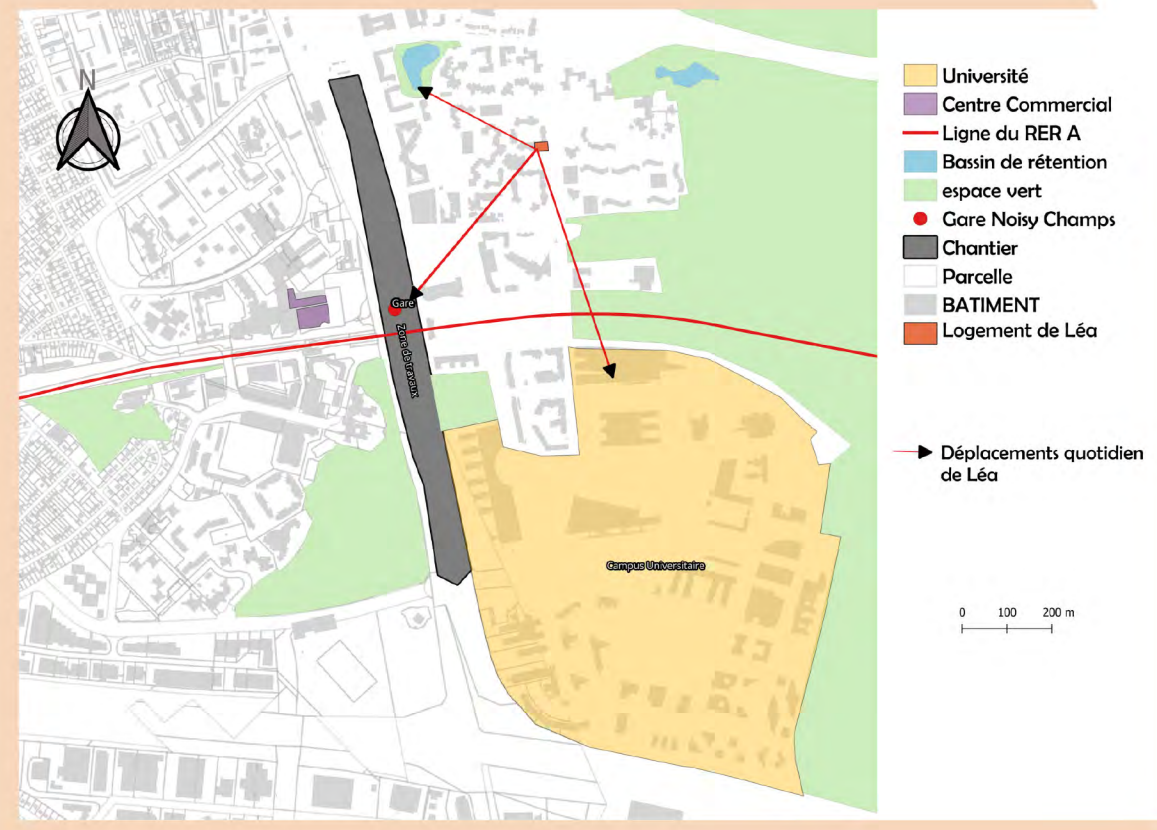 N
Gare
Zone de travaux
Campus Universitaire
Université
Centre Commercial
Ligne du RER A
Bassin de rétention
espace vert
Gare Noisy Champs
Chantier
Parcelle
BATIMENT
Logement de Léa
Déplacements quotidien
de Léa
0 100 200 m